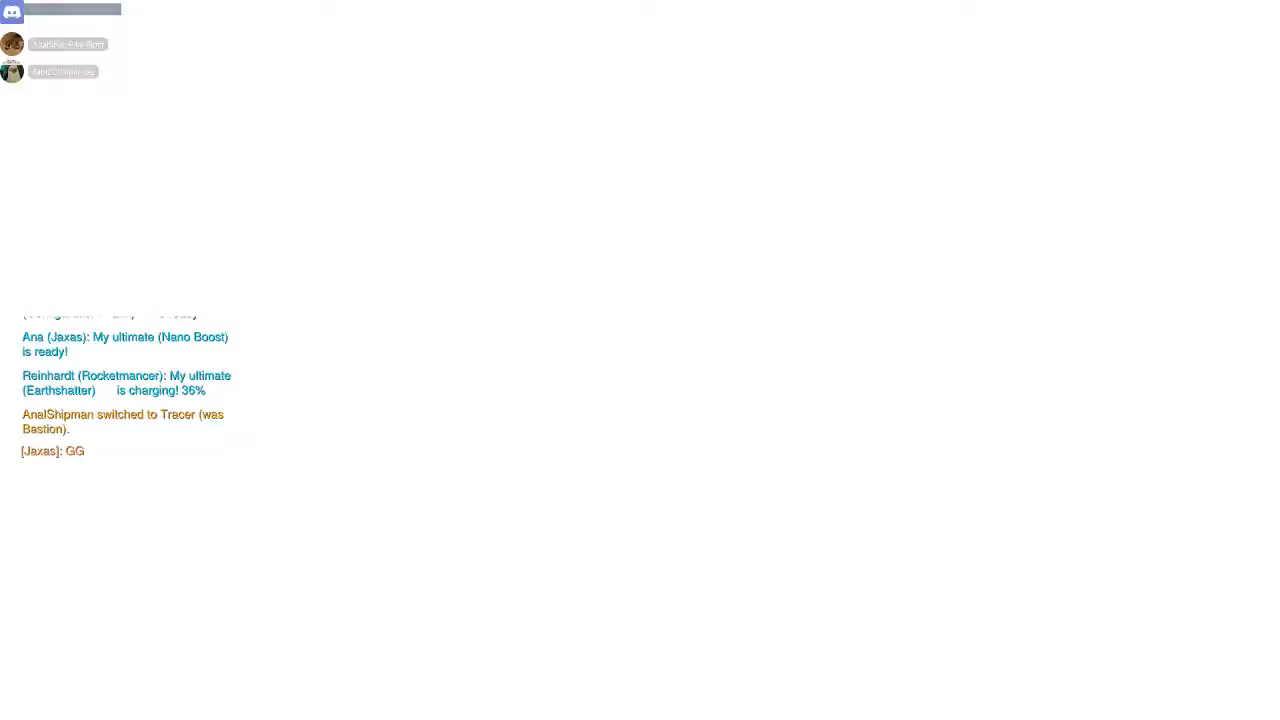 Ana (Jaxas): My ultimate (Nano Boost)
is ready!
Reinhardt (Rocketmancer): My ultimate
(Earthshatter) is charging! 36%
AnalShipman switched to Tracer (was
Bastion).
[Jaxas]: GG